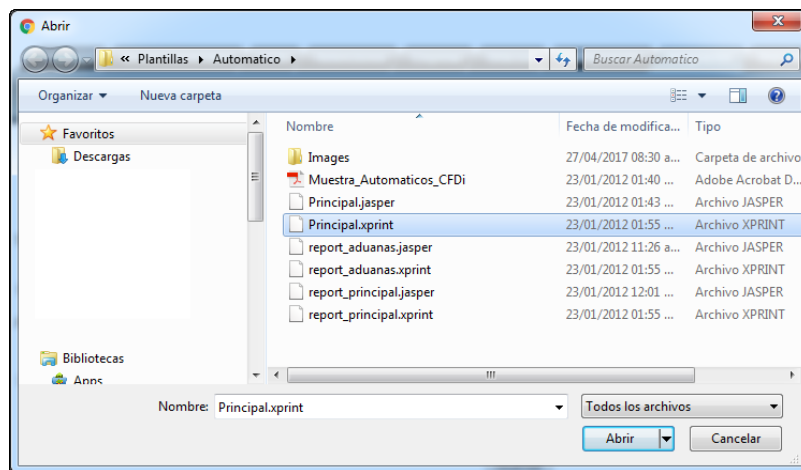 Abrir
« Plantillas Automatico
Buscar Automatico
Organizar Nueva carpeta
Favoritos
Descargas
Bibliotecas
Apps
Nombre Fecha de modifica... Tipo
Images 27/04/2017 08:30 a... Carpeta de archivo
Muestra_Automaticos_CFDi 23/01/2012 01:40 ... Adobe Acrobat D...
Principal.jasper 23/01/2012 01:43 ... Archivo JASPER
Principal.xprint 23/01/2012 01:55 ... Archivo XPRINT
report_aduanas.jasper 23/01/2012 11:26 a... Archivo JASPER
report_aduanas.xprint 23/01/2012 01:55 ... Archivo XPRINT
report_principal.jasper 23/01/2012 12:01 ... Archivo JASPER
report_principal.xprint 23/01/2012 01:55 ... Archivo XPRINT
Nombre: Principal.xprint Todos los archivos
Abrir Cancelar